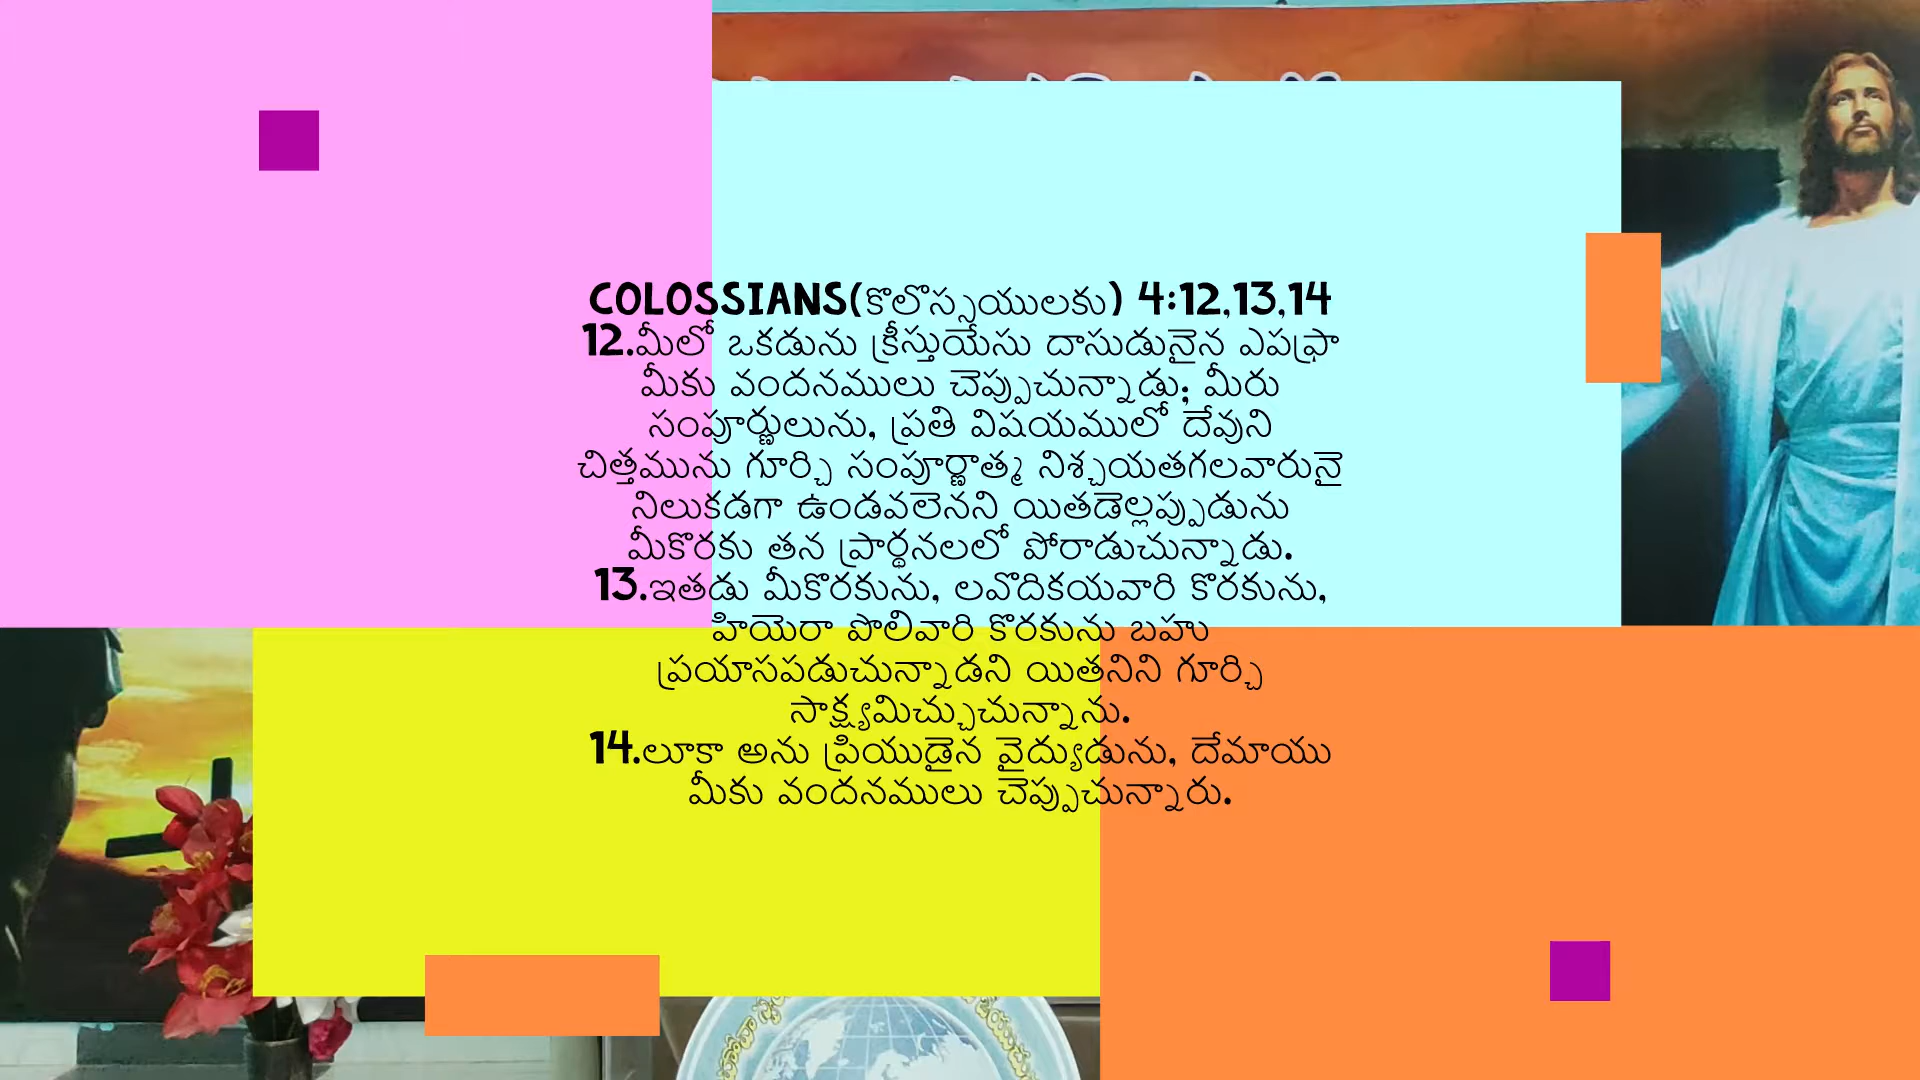 COLOSSIANS(కొలొస్సయులకు) 4:12,13,14
12.మీలో ఒకడును క్రీస్తుయేసు దాసుడునైన ఎపఫ్రా
మీకు వందనములు చెప్పుచున్నాడు; మీరు
సంపూర్ణులును, ప్రతి విషయములో దేవుని
చిత్తమును గూర్చి సంపూర్ణాత్మ నిశ్చయతగలవారునై
నిలుకడగా ఉండవలెనని యితడెల్లప్పుడును
మీకొరకు తన ప్రార్థనలలో పోరాడుచున్నాడు.
13.ఇతడు మీకొరకును, లవొదికయవారి కొరకును,
హియెరా పొలివారి కొరకును బహు
ప్రయాసపడుచున్నాడని యితనిని గూర్చి
సాక్ష్యమిచ్చుచున్నాను.
14.లూకా అను ప్రియుడైన వైద్యుడును, దేమాయు
మీకు వందనములు చెప్పుచున్నారు.